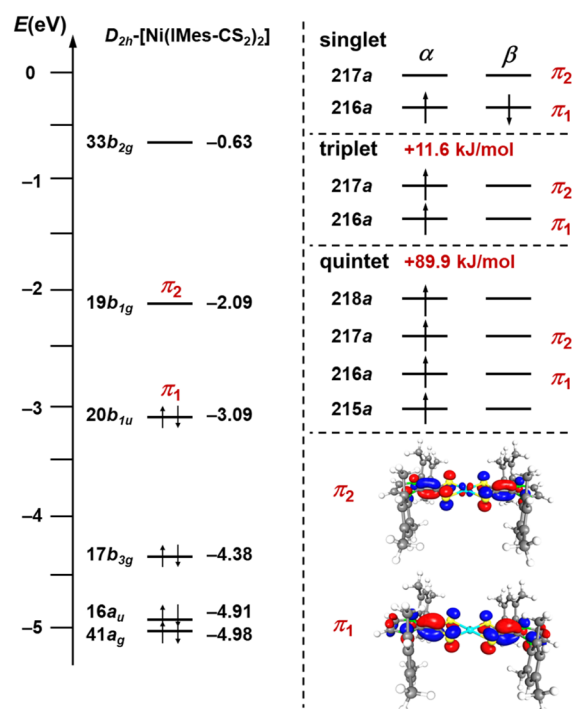 E(eV)
D2h-[Ni(IMes-CS2)2]
0
33b2g –0.63
–1
–2
π2
19b1g –2.09
π1
–3
20b1u –3.09
–4
17b3g –4.38
16au –4.91
–5
41ag –4.98
singlet
α β
217a π2
216a π1
triplet +11.6 kJ/mol
217a π2
216a π1
quintet +89.9 kJ/mol
218a
217a π2
216a π1
215a
π2
π1